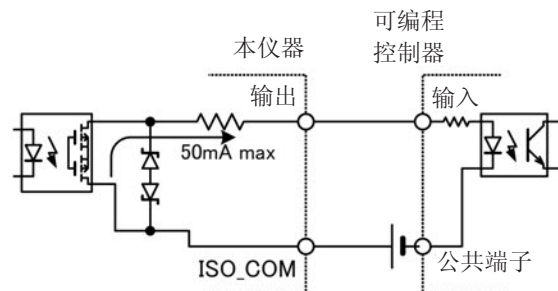 本仪器
可编程
控制器
输出
输入
50mA max
ISO_COM
公共端子